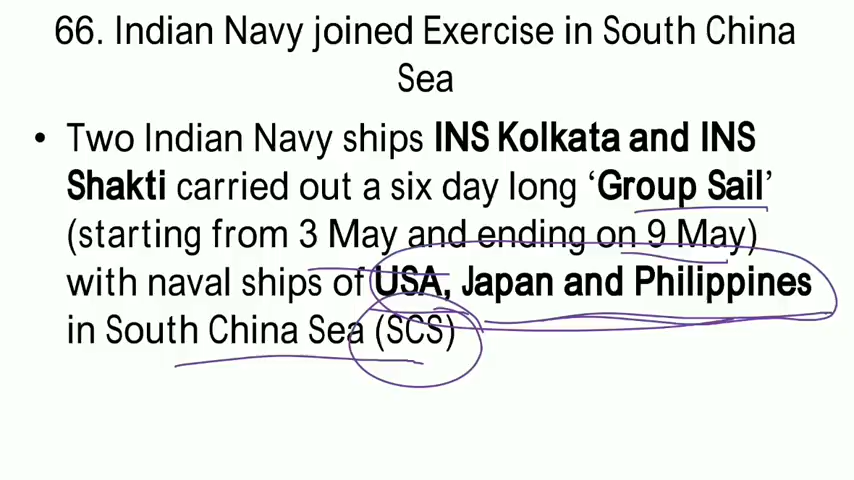 66. Indian Navy joined Exercise in South China
Sea
• Two Indian Navy ships INS Kolkata and INS
Shakti carried out a six day long ‘Group Sail’
(starting from 3 May and ending on 9 May)
with naval ships of USA, Japan and Philippines
in South China Sea (SCS)